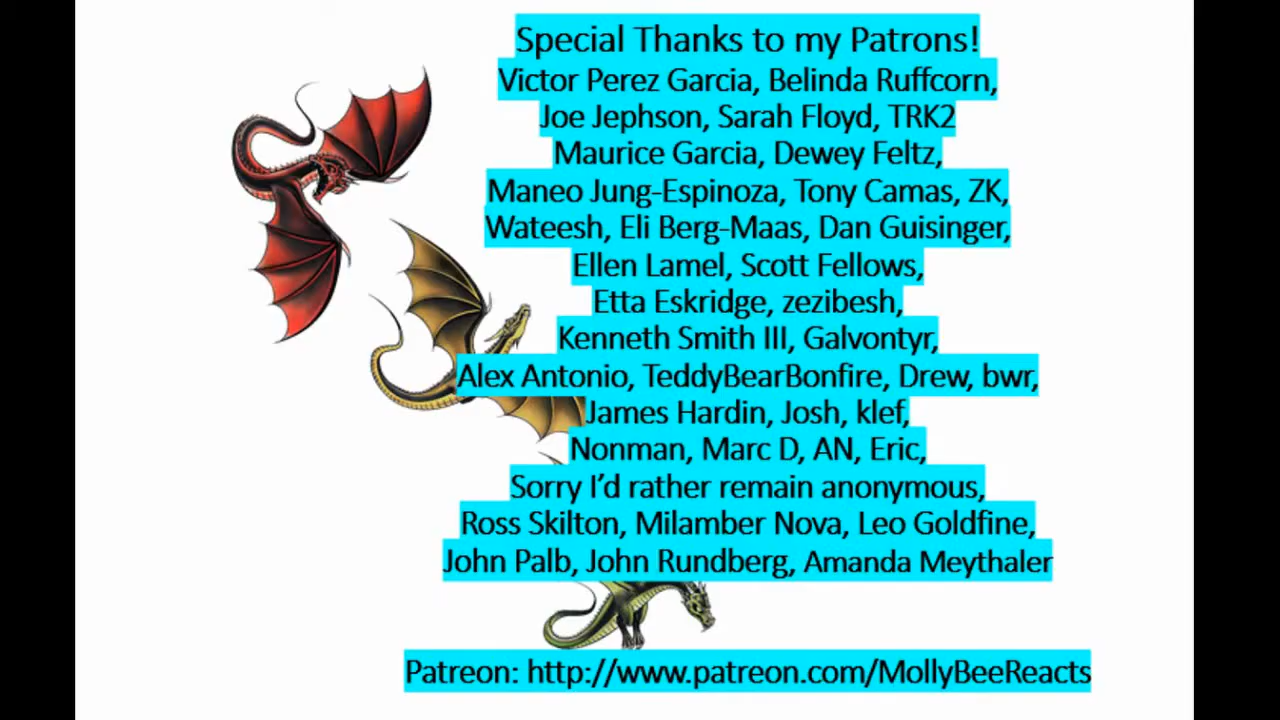 Special Thanks to my Patrons!
Victor Perez Garcia, Belinda Ruffcorn,
Joe Jephson, Sarah Floyd, TRK2
Maurice Garcia, Dewey Feltz,
Maneo Jung-Espinoza, Tony Camas, ZK,
Wateesh, Eli Berg-Maas, Dan Guisinger,
Ellen Lamel, Scott Fellows,
Etta Eskridge, zezibesh,
Kenneth Smith III, Galvontyr,
Alex Antonio, TeddyBearBonfire, Drew, bwr,
James Hardin, Josh, klef,
Nonman, Marc D, AN, Eric,
Sorry I’d rather remain anonymous,
Ross Skilton, Milamber Nova, Leo Goldfine,
John Palb, John Rundberg, Amanda Meythaler
Patreon: http://www.patreon.com/MollyBeeReacts